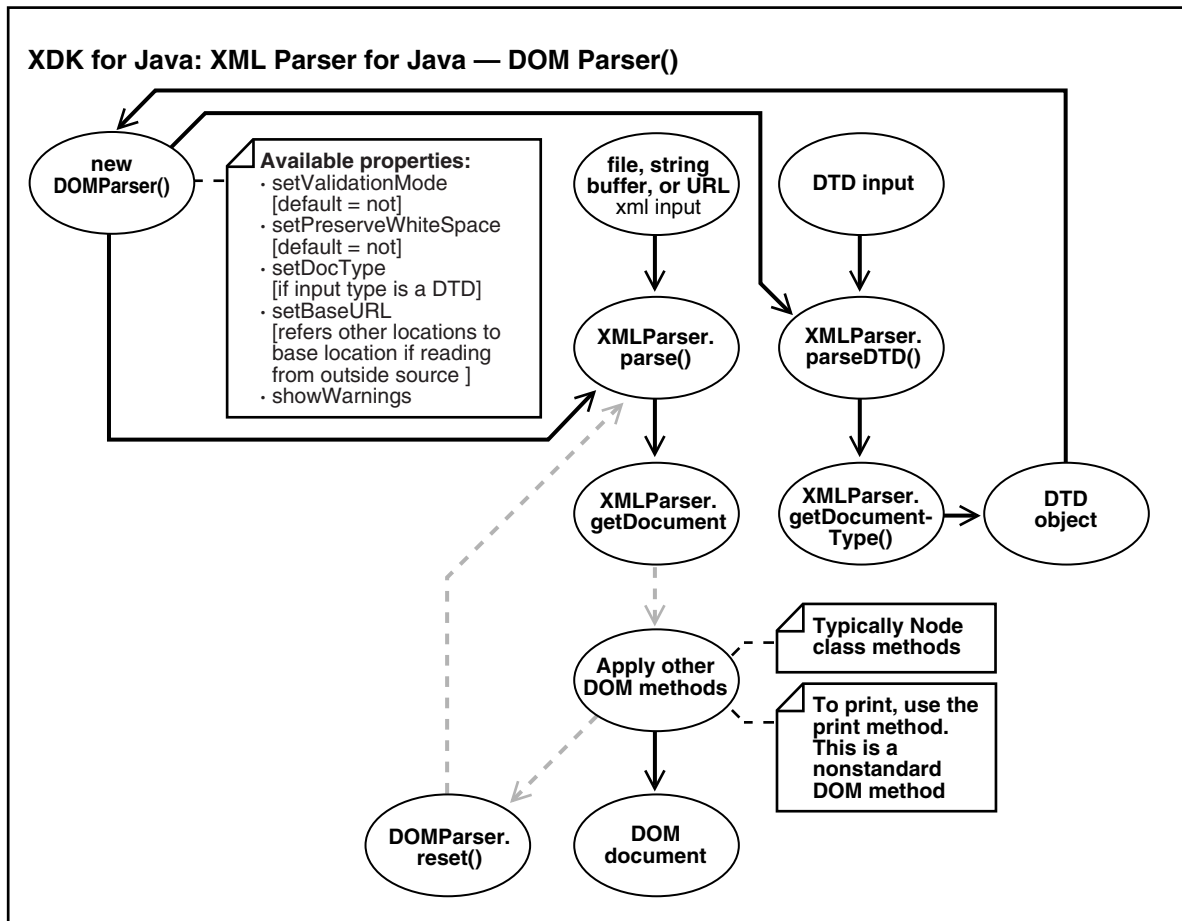 XDK for Java: XML Parser for Java — DOM Parser()
new
DOMParser()
Available properties:
· setValidationMode
[default = not]
· setPreserveWhiteSpace
[default = not]
· setDocType
[if input type is a DTD]
· setBaseURL
[refers other locations to
base location if reading
from outside source ]
· showWarnings
file, string
buffer, or URL
xml input
DTD input
XMLParser.
parse()
XMLParser.
parseDTD()
XMLParser.
getDocument
XMLParser.
getDocument-
Type()
DTD
object
Apply other
DOM methods
Typically Node
class methods
To print, use the
print method.
This is a
nonstandard
DOM method
DOMParser.
reset()
DOM
document